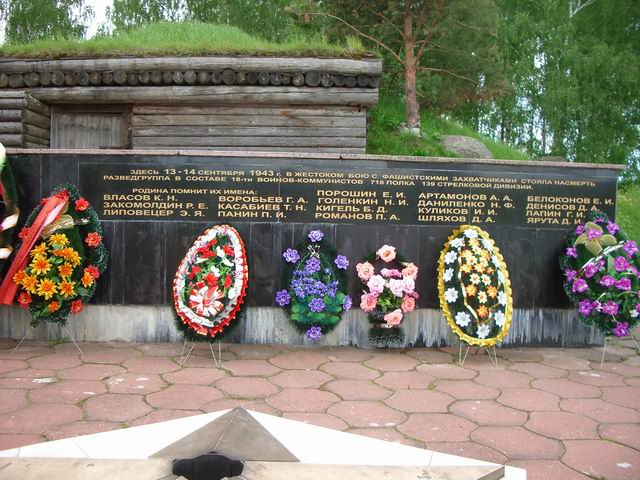 ЗДЕСЬ 13-14 СЕНТЯБРЯ 1943 г. В ЖЕСТОКОМ БОЮ С ФАШИСТСКИМИ ЗАХВАТЧИКАМИ СТОЯЛА НАСМЕРТЬ
РАЗВЕДГРУППА В СОСТАВЕ 18-ти ВОИНОВ-КОММУНИСТОВ 718 ПОЛКА 139 СТРЕЛКОВОЙ ДИВИЗИИ.
РОДИНА ПОМНИТ ИХ ИМЕНА:
ВЛАСОВ К. Н.
ЗАКОМОЛДИН Р. Е.
ЛИПОВЕЦЕР Э. Я.
ВОРОБЬЕВ Г. А.
КАСАБИЕВ Т. Н.
ПАНИН П. И.
ПОРОШИН Е. И.
ГОЛЕНКИН Н. И.
КИГЕЛЬ Б. Д.
РОМАНОВ П. А.
АРТАМОНОВ А. А.
ДАНИЛЕНКО Н. Ф.
КУЛИКОВ И. И.
ШЛЯХОВ Д. А.
БЕЛОКОНОВ Е. И.
ДЕНИСОВ Д. А.
ЛАПИН Г. И.
ЯРУТА Д. И.